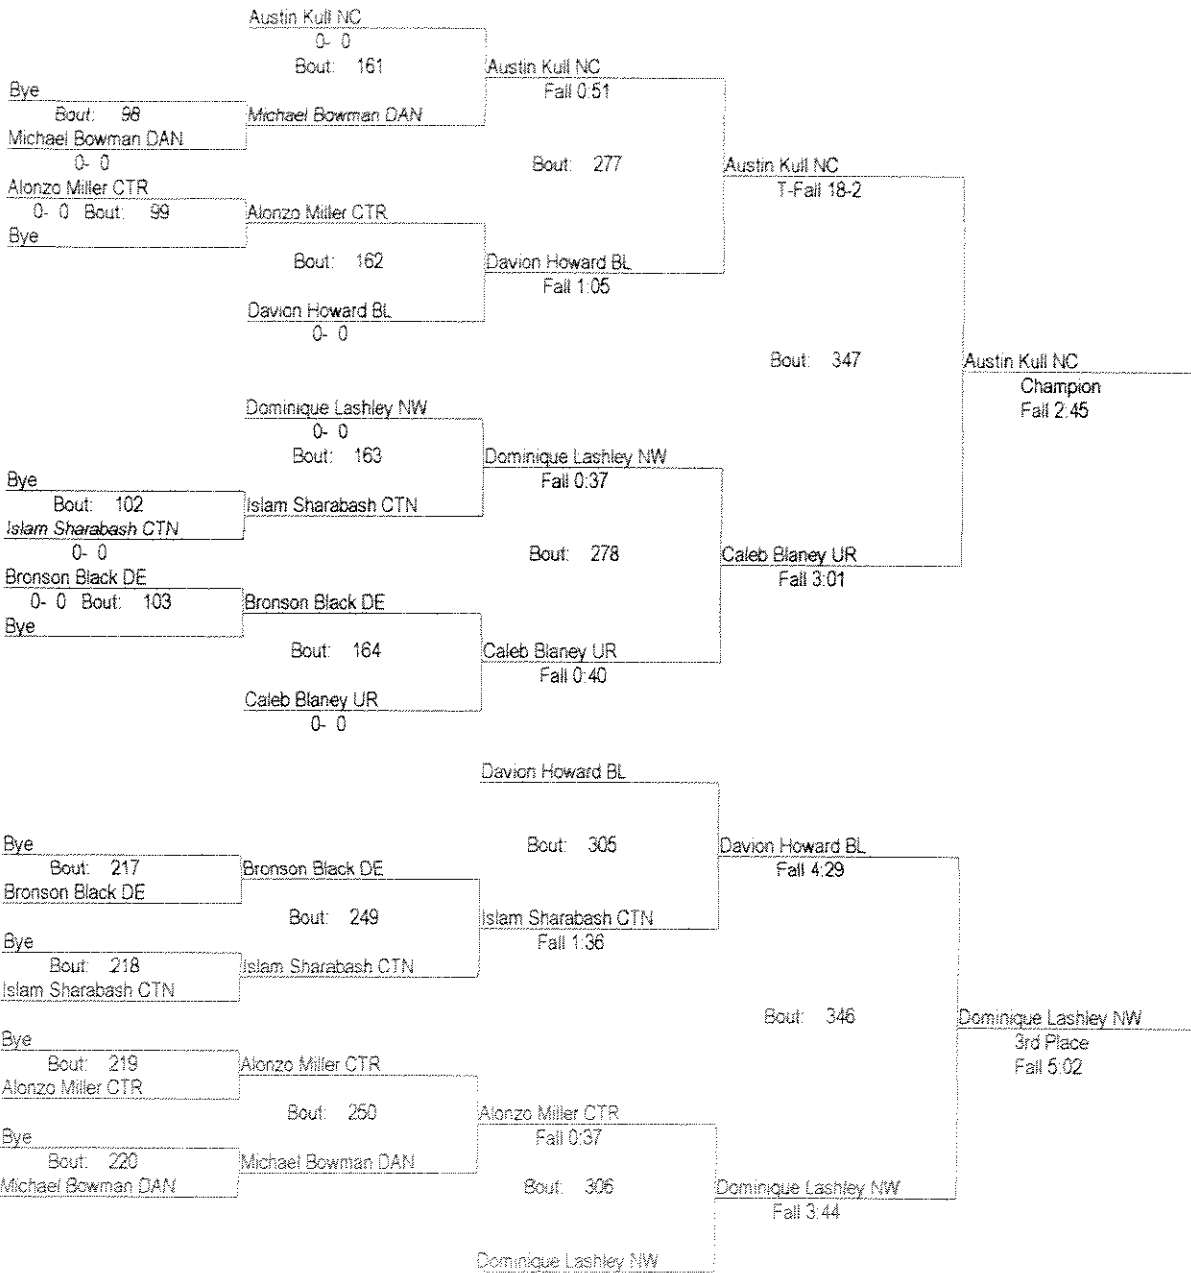 Austin Kull NC
0- 0
Bout: 161
Austin Kull NC
Fall 0:51
Bye
Bout: 98
Michael Bowman DAN
Michael Bowman DAN
0- 0
Bout: 277
Austin Kull NC
T-Fall 18-2
Alonzo Miller CTR
0- 0 Bout: 99
Alonzo Miller CTR
Bye
Bout: 162
Davion Howard BL
Fall 1:05
Davion Howard BL
0- 0
Bout: 347
Austin Kull NC
Champion
Fall 2:45
Dominique Lashley NW
0- 0
Bout: 163
Dominique Lashley NW
Fall 0:37
Bye
Bout: 102
Islam Sharabash CTN
Islam Sharabash CTN
0- 0
Bout: 278
Caleb Blaney UR
Fall 3:01
Bronson Black DE
0- 0 Bout: 103
Bronson Black DE
Bye
Bout: 164
Caleb Blaney UR
Fall 0:40
Caleb Blaney UR
0- 0
Davion Howard BL
Bout: 305
Davion Howard BL
Fall 4:29
Bye
Bout: 217
Bronson Black DE
Bronson Black DE
Bout: 249
Islam Sharabash CTN
Fall 1:36
Bye
Bout: 218
Islam Sharabash CTN
Islam Sharabash CTN
Bout: 346
Dominique Lashley NW
3rd Place
Fall 5:02
Bye
Bout: 219
Alonzo Miller CTR
Alonzo Miller CTR
Bout: 250
Alonzo Miller CTR
Fall 0:37
Bye
Bout: 220
Michael Bowman DAN
Michael Bowman DAN
Bout: 306
Dominique Lashley NW
Fall 3:44
Dominique Lashley NW